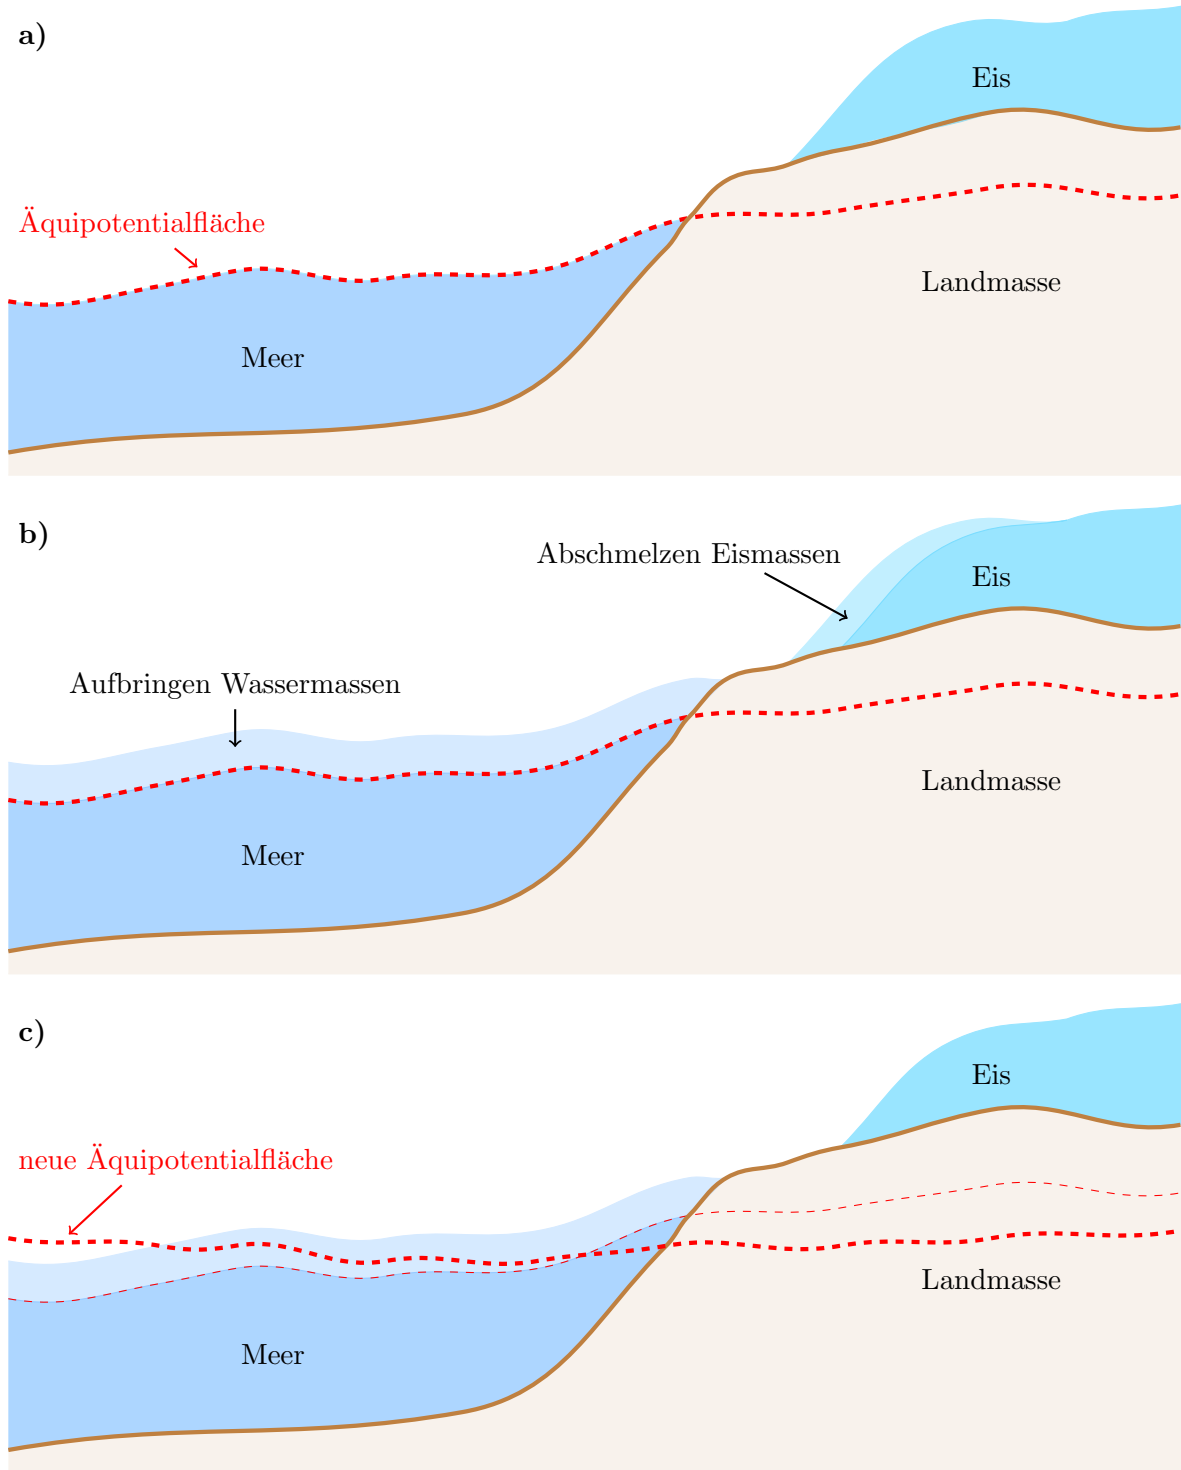 a)
Eis
Äquipotentialfläche
Landmasse
Meer
b)
Abschmelzen Eismassen
Eis
Aufbringen Wassermassen
Landmasse
Meer
c)
Eis
neue Äquipotentialfläche
Landmasse
Meer